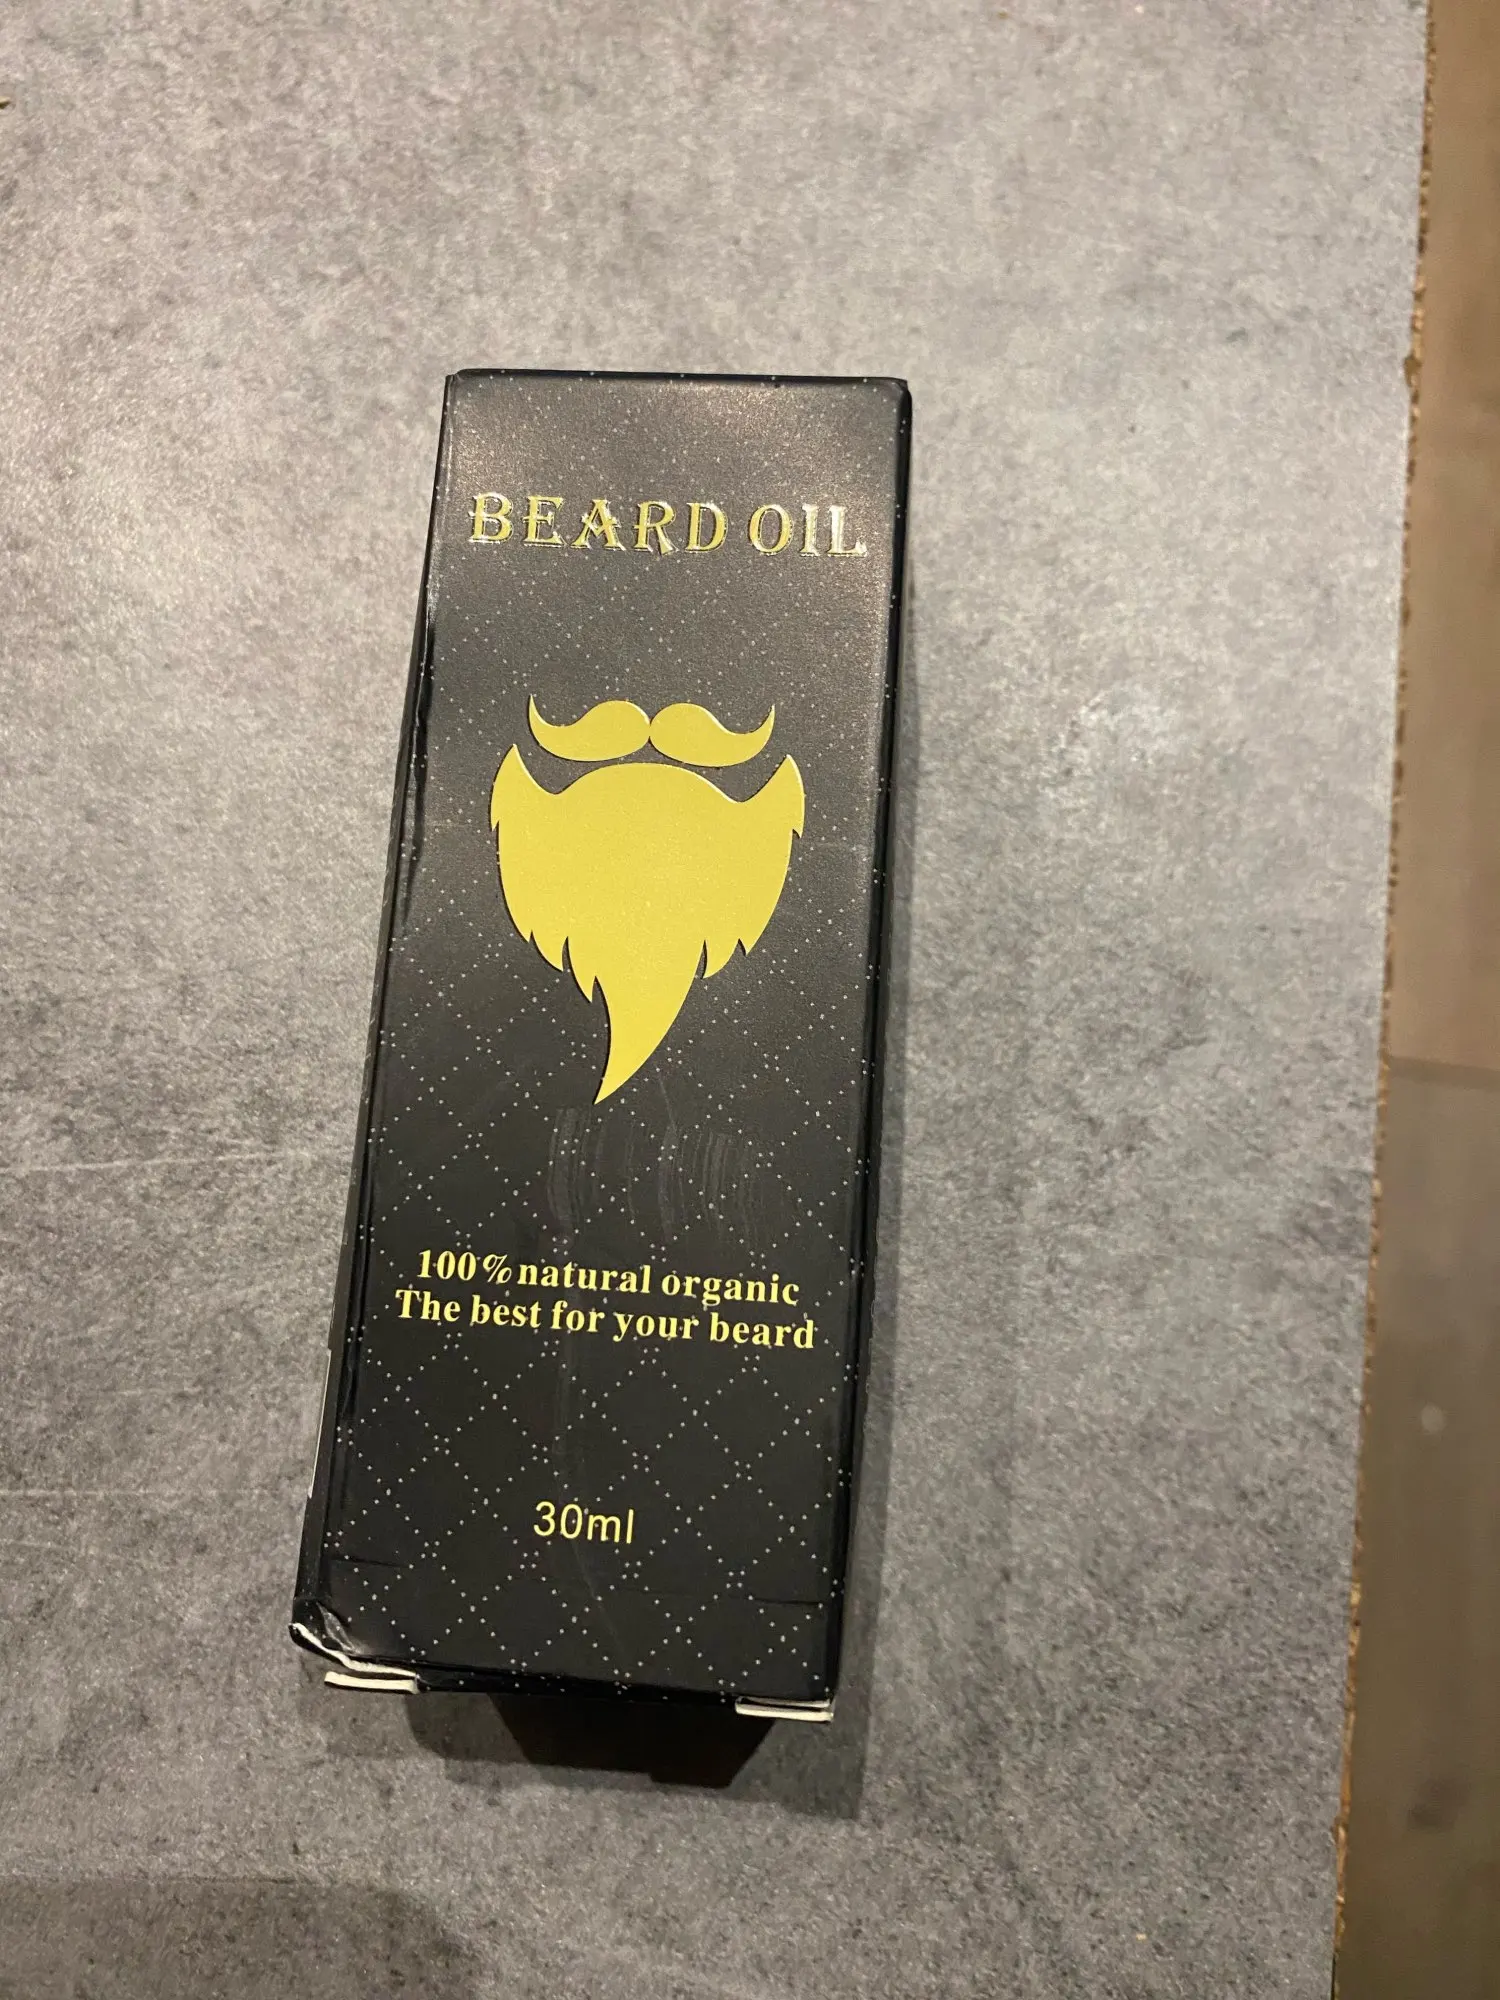 BEARD OIL
100% natural organic
The best for your beard
30ml